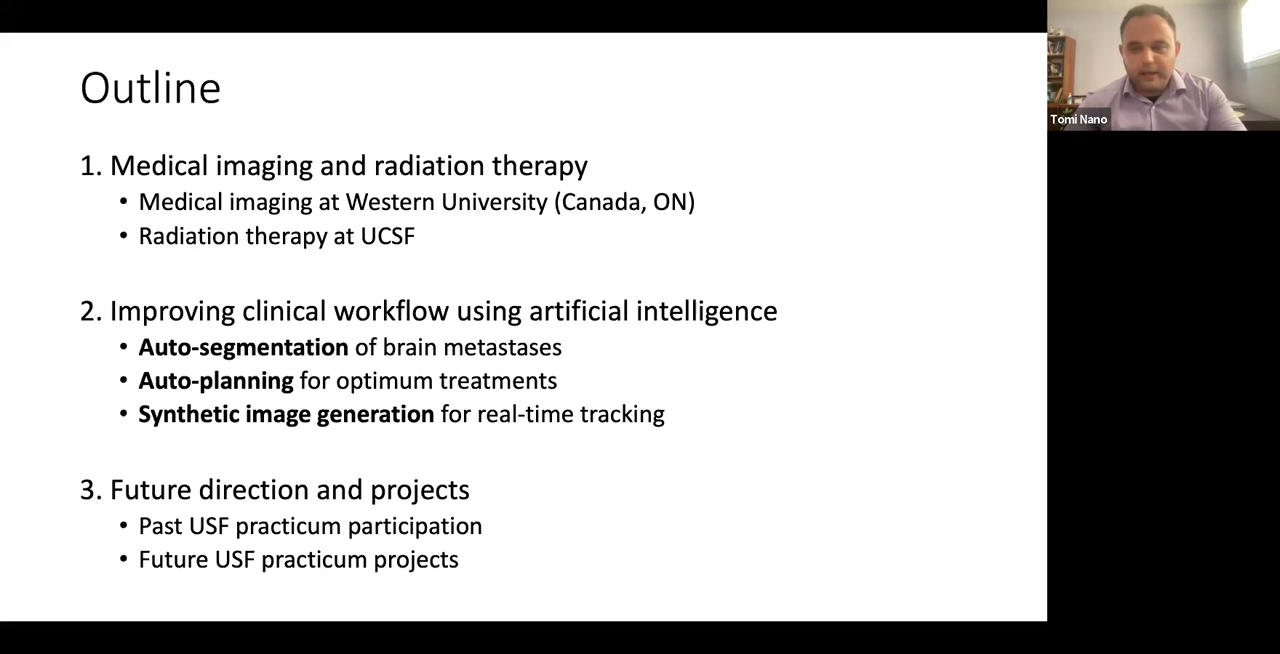 Outline
1. Medical imaging and radiation therapy
• Medical imaging at Western University (Canada, ON)
• Radiation therapy at UCSF
2. Improving clinical workflow using artificial intelligence
• Auto-segmentation of brain metastases
• Auto-planning for optimum treatments
• Synthetic image generation for real-time tracking
3. Future direction and projects
• Past USF practicum participation
• Future USF practicum projects
Tomi Nano